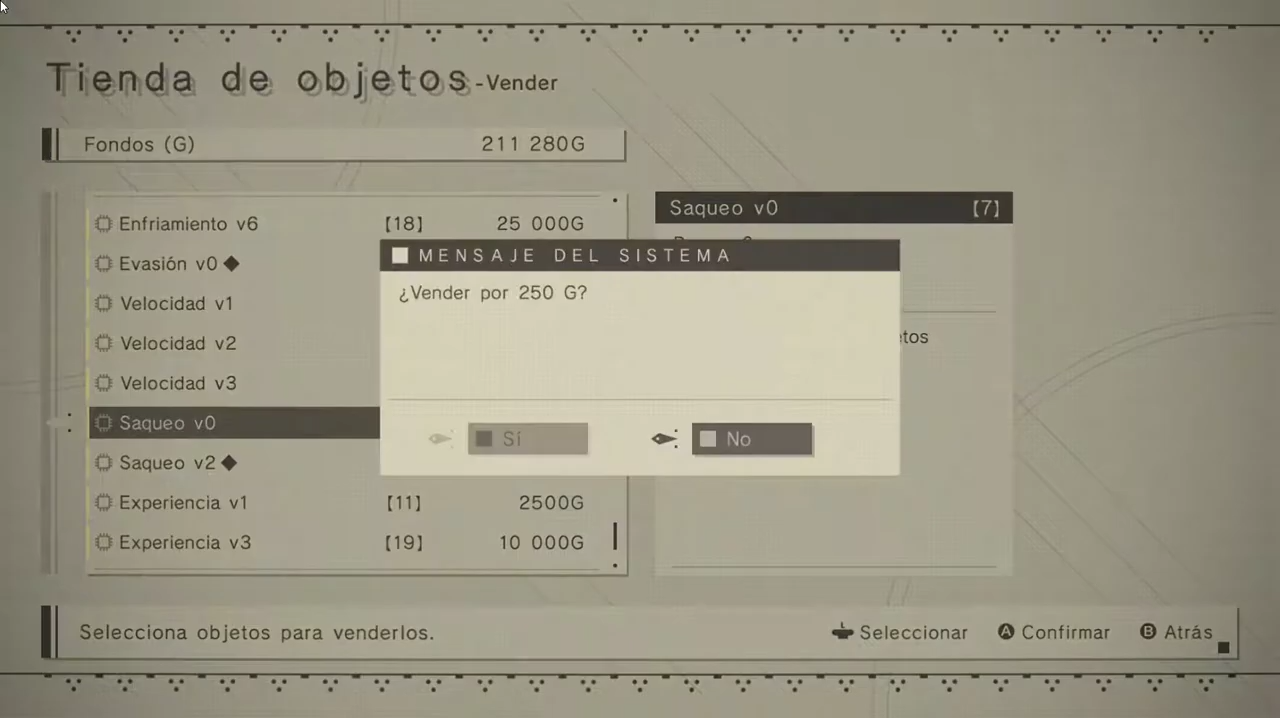 Tienda de objetos -Vender
Fondos (G) 211 280G
Enfriamiento v6 [18] 25 000G
Evasión v0
Velocidad v1
Velocidad v2
Velocidad v3
Saqueo v0
Saqueo v2
Experiencia v1 [11] 2500G
Experiencia v3 [19] 10 000G
Saqueo v0 [7]
MENSAJE DEL SISTEMA
¿Vender por 250 G?
Sí No
Selecciona objetos para venderlos.
Seleccionar A Confirmar B Atrás